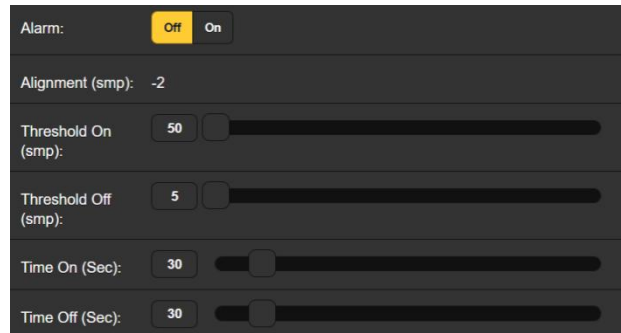 Alarm: Off On
Alignment (smp): -2
Threshold On 50
(smp):
Threshold Off 5
(smp):
Time On (Sec): 30
Time Off (Sec): 30